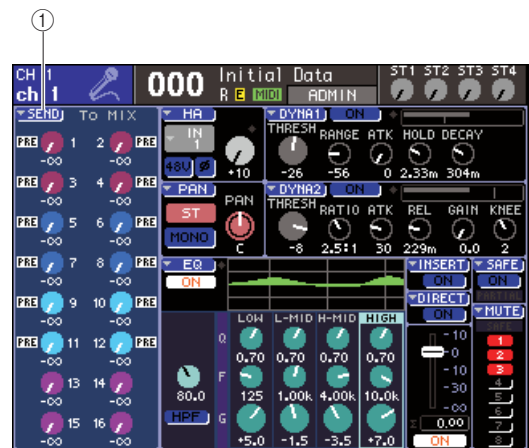 1
CH 1
ch 1
000 Initial Data
R E MIDI ADMIN
ST1 ST2 ST3 ST4
SEND To MIX
PRE 1 2 PRE
-∞ -∞
PRE 3 4 PRE
-∞ -∞
PRE 5 6 PRE
-∞ -∞
PRE 7 8 PRE
-∞ -∞
PRE 9 10 PRE
-∞ -∞
PRE 11 12 PRE
-∞ -∞
13 14
-∞ -∞
15 16
-∞ -∞
HA
IN 1
48V ø
+10
PAN
ST
MONO
PAN
C
DYNA1 ON
THRESH RANGE ATK HOLD DECAY
-26 -56 0 2.33m 304m
DYNA2 ON
THRESH RATIO ATK REL GAIN KNEE
-8 2.5:1 30 229m 0.0 2
EQ
ON
LOW L-MID H-MID HIGH
Q
0.70 0.70 0.70 0.70
F
80.0 125 1.00k 4.00k 10.0k
HPF G
+5.0 -1.5 -3.5 +7.0
INSERT
ON
DIRECT
ON
-10
-0
-10
-30
-∞
Σ 0.00
ON
SAFE
ON
PARTIAL
MUTE
SAFE
1
2
3
4
5
6
7
8